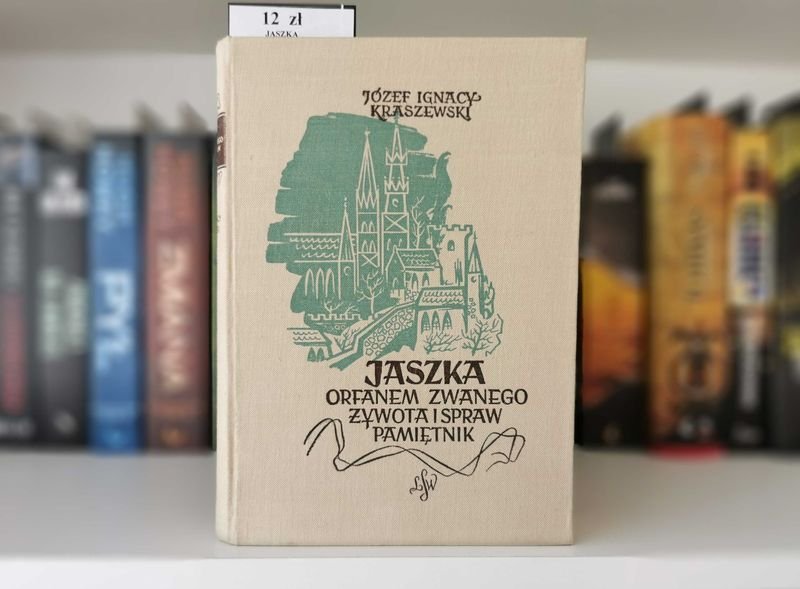 12 zł
JASZKA
JÓZEF IGNACY
KRASZEWSKI
JASZKA
ORFANEM ZWANEGO
ŻYWOTA I SPRAW
PAMIĘTNIK
LSW
PYŁ